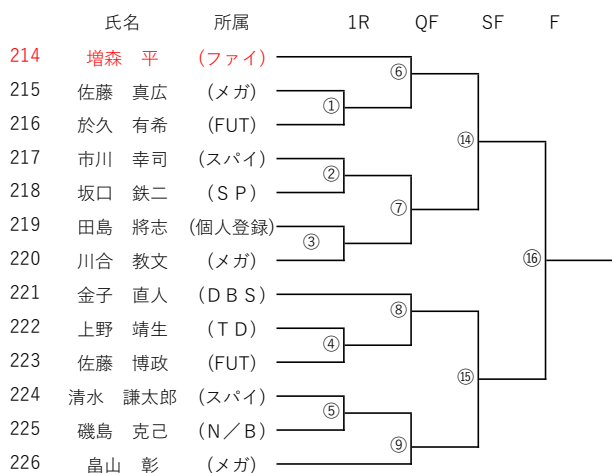 氏名 所属 1R QF SF F
214 増森 平 (ファイ)
⑥
215 佐藤 真広 (メガ)
①
216 於久 有希 (FUT)
⑭
217 市川 幸司 (スパイ)
②
218 坂口 鉄二 (ＳＰ)
⑦
219 田島 將志 (個人登録)
③
220 川合 教文 (メガ)
⑯
221 金子 直人 (ＤＢＳ)
⑧
222 上野 靖生 (ＴＤ)
④
223 佐藤 博政 (FUT)
⑮
224 清水 謙太郎 (スパイ)
⑤
225 磯島 克己 (Ｎ／Ｂ)
⑨
226 畠山 彰 (メガ)